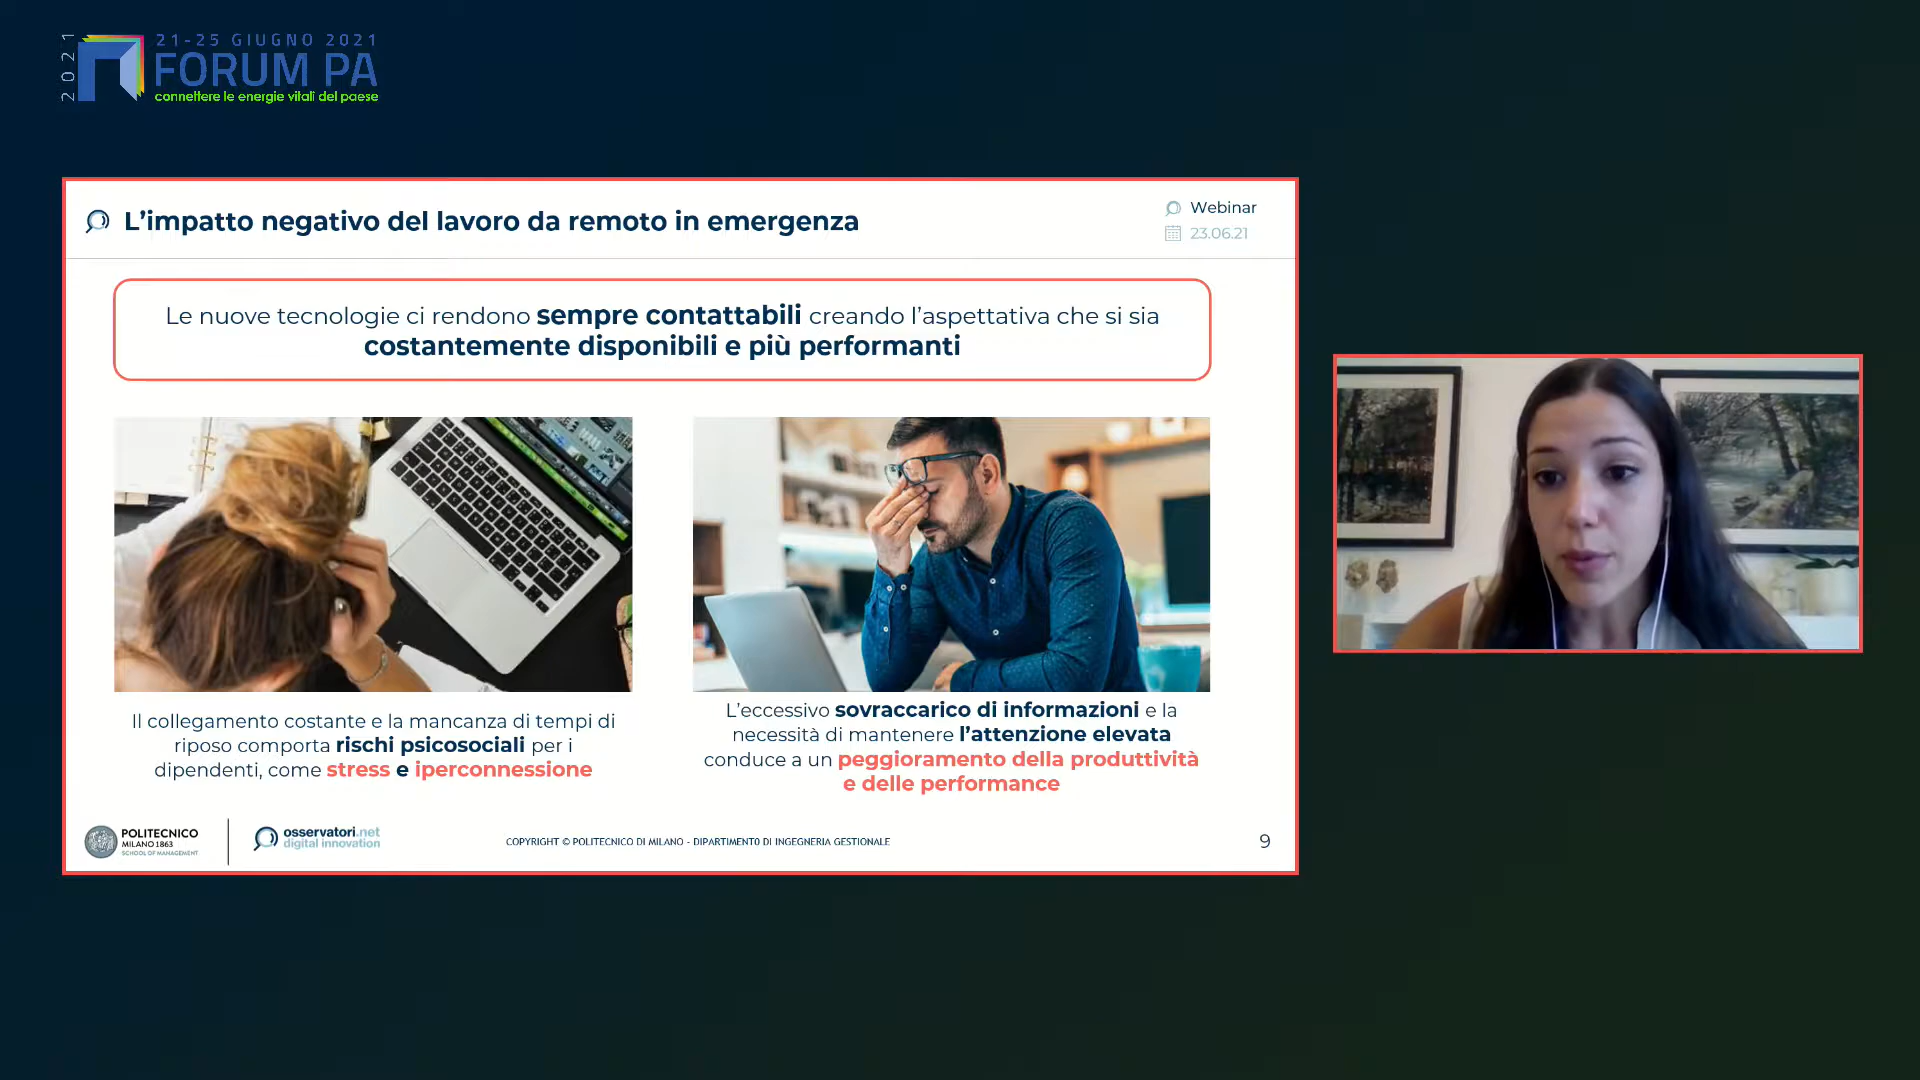 2021
21-25 GIUGNO 2021
FORUM PA
connettere le energie vitali del paese
L’impatto negativo del lavoro da remoto in emergenza
Webinar
23.06.21
Le nuove tecnologie ci rendono sempre contattabili creando l’aspettativa che si sia
costantemente disponibili e più performanti
Il collegamento costante e la mancanza di tempi di
riposo comporta rischi psicosociali per i
dipendenti, come stress e iperconnessione
L’eccessivo sovraccarico di informazioni e la
necessità di mantenere l’attenzione elevata
conduce a un peggioramento della produttività
e delle performance
POLITECNICO
MILANO 1863
SCHOOL OF MANAGEMENT
osservatori.net
digital innovation
COPYRIGHT © POLITECNICO DI MILANO - DIPARTIMENTO DI INGEGNERIA GESTIONALE
9